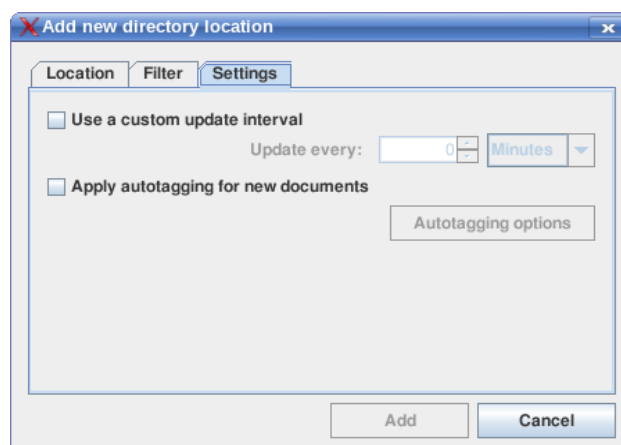 Add new directory location
Location Filter Settings
Use a custom update interval
Update every: 0 Minutes
Apply autotagging for new documents
Autotagging options
Add Cancel